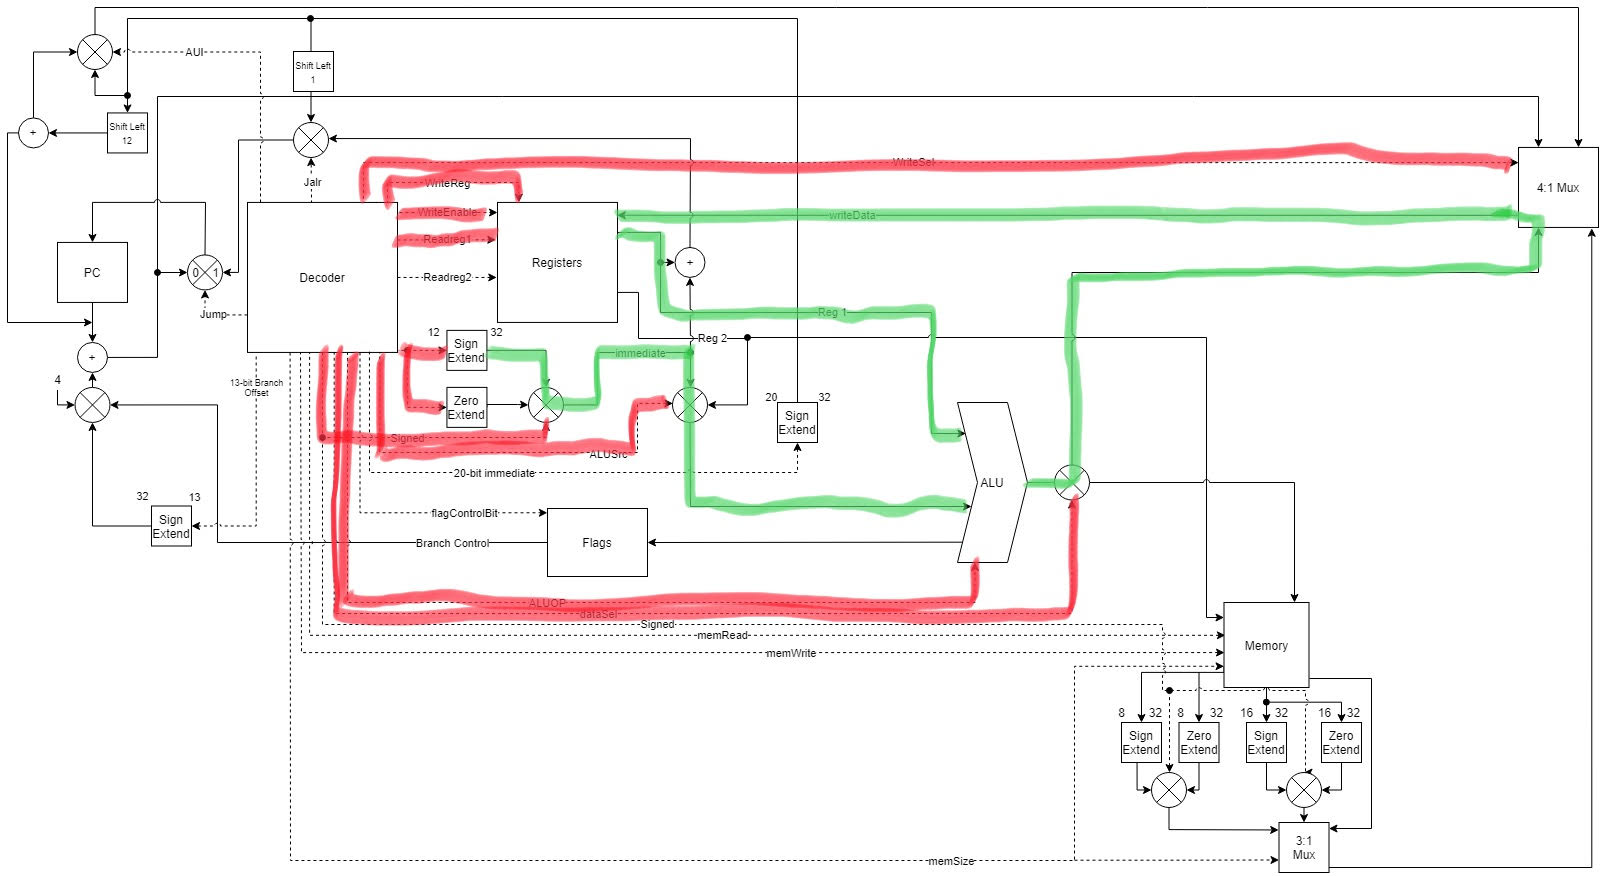 AUI
Shift Left
1
Shift Left
12
+
WriteSel
4:1 Mux
Jalr
WriteReg
WriteEnable
writeData
Readreg1
Readreg2
Decoder
Registers
+
PC
0 1
Jump
Reg 1
12
32
Sign
Extend
immediate
Reg 2
+
4
13-bit Branch
Offset
Zero
Extend
20
32
Sign
Extend
Signed
ALUSrc
20-bit immediate
ALU
32
13
Sign
Extend
flagControlBit
Branch Control
Flags
ALUOP
dataSel
Signed
memRead
memWrite
Memory
8 32
8 32
16 32
16 32
Sign
Extend
Zero
Extend
Sign
Extend
Zero
Extend
3:1
Mux
memSize